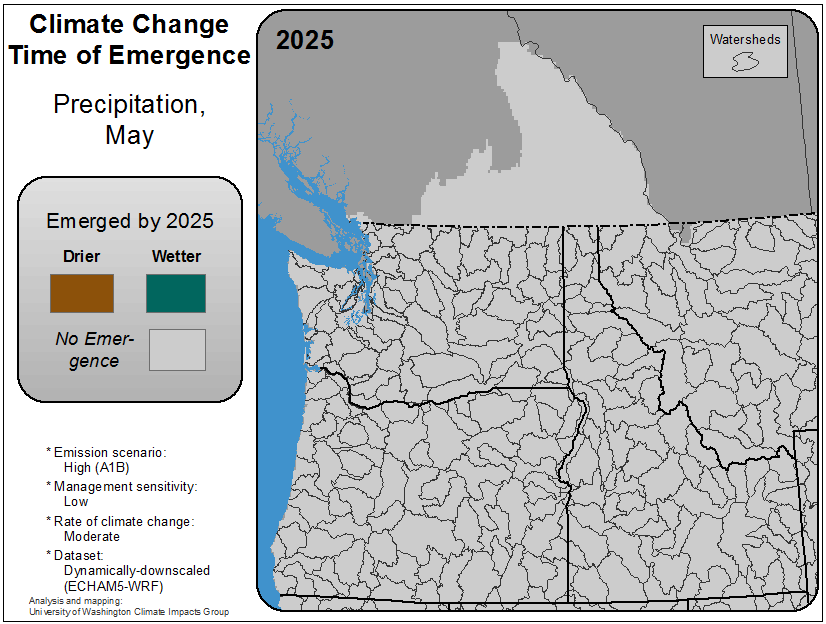 Climate Change
Time of Emergence
Precipitation,
May
Emerged by 2025
Drier
Wetter
No Emer-
gence
* Emission scenario:
High (A1B)
* Management sensitivity:
Low
* Rate of climate change:
Moderate
* Dataset:
Dynamically-downscaled
(ECHAM5-WRF)
Analysis and mapping:
University of Washington Climate Impacts Group
2025
Watersheds